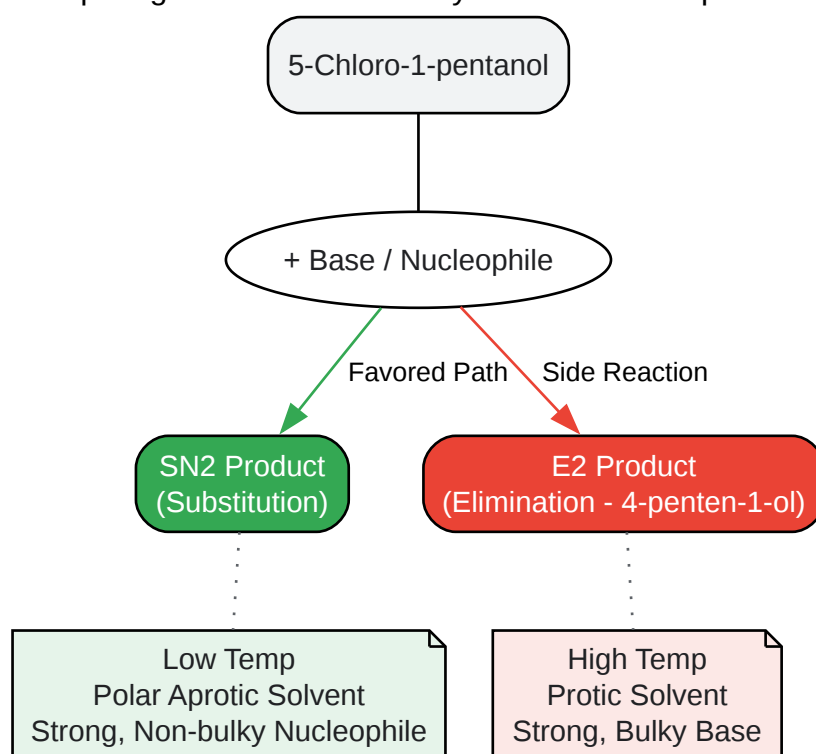 5-Chloro-1-pentanol
+ Base / Nucleophile
Favored Path
Side Reaction
SN2 Product
(Substitution)
E2 Product
(Elimination - 4-penten-1-ol)
Low Temp
Polar Aprotic Solvent
Strong, Non-bulky Nucleophile
High Temp
Protic Solvent
Strong, Bulky Base